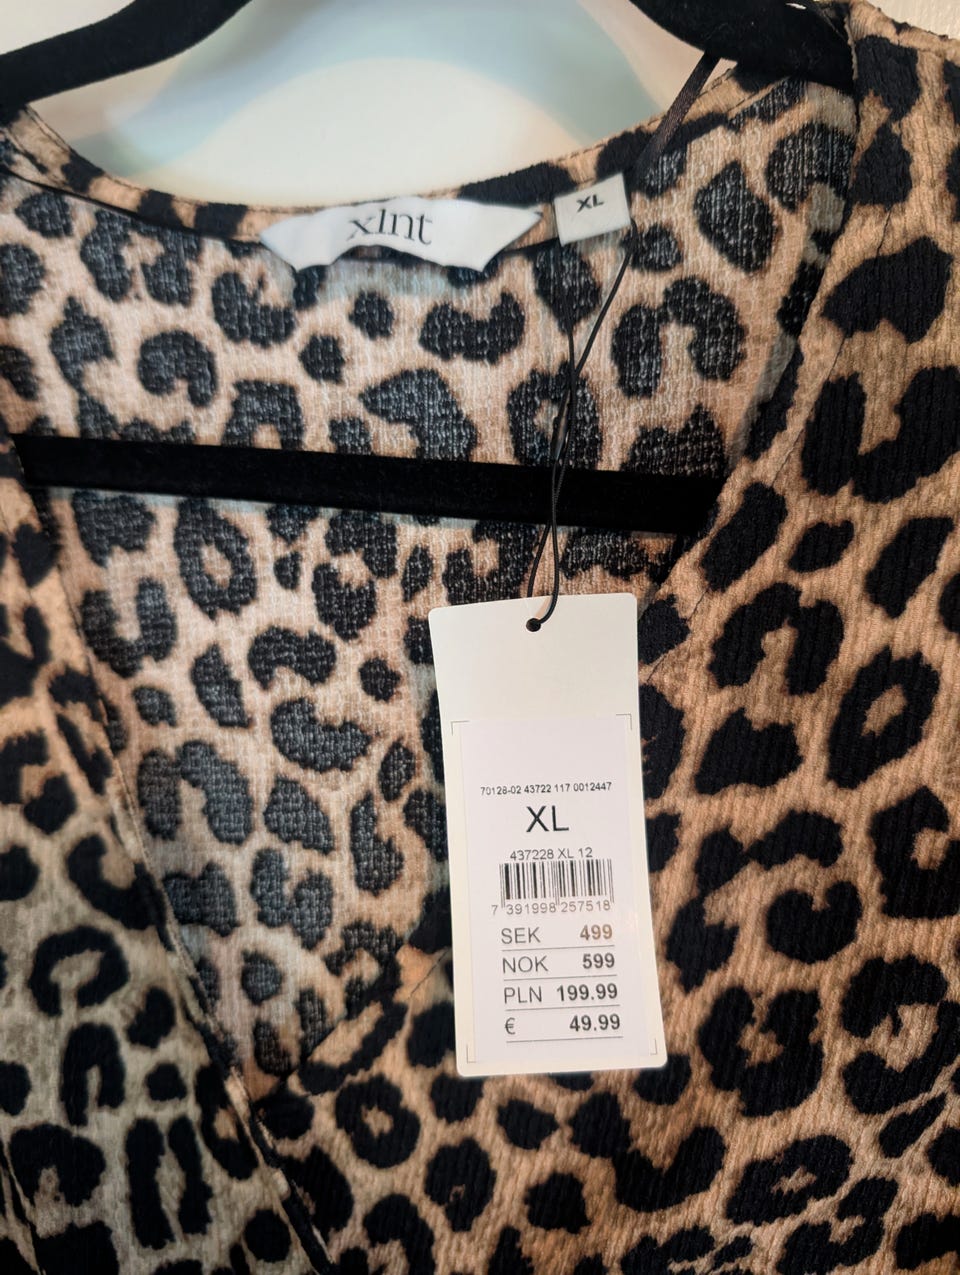 xlnt
XL
70128-02 43722 117 0012447
XL
437228 XL 12
7 391998 257518
SEK 499
NOK 599
PLN 199.99
€ 49.99